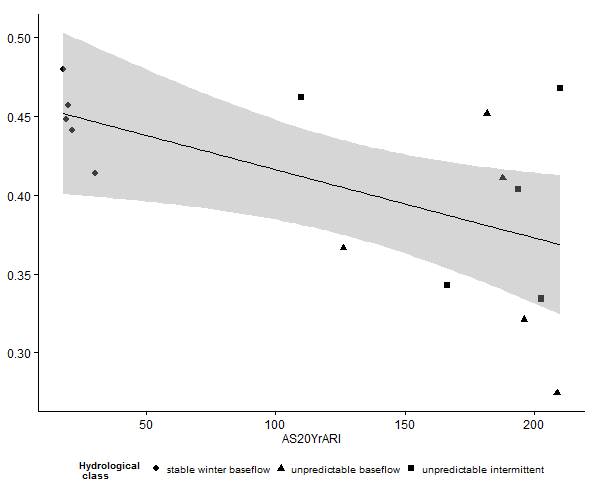 0.50
0.45
0.40
0.35
0.30
50
100
150
200
AS20YrARI
Hydrological
class
stable winter baseflow
unpredictable baseflow
unpredictable intermittent